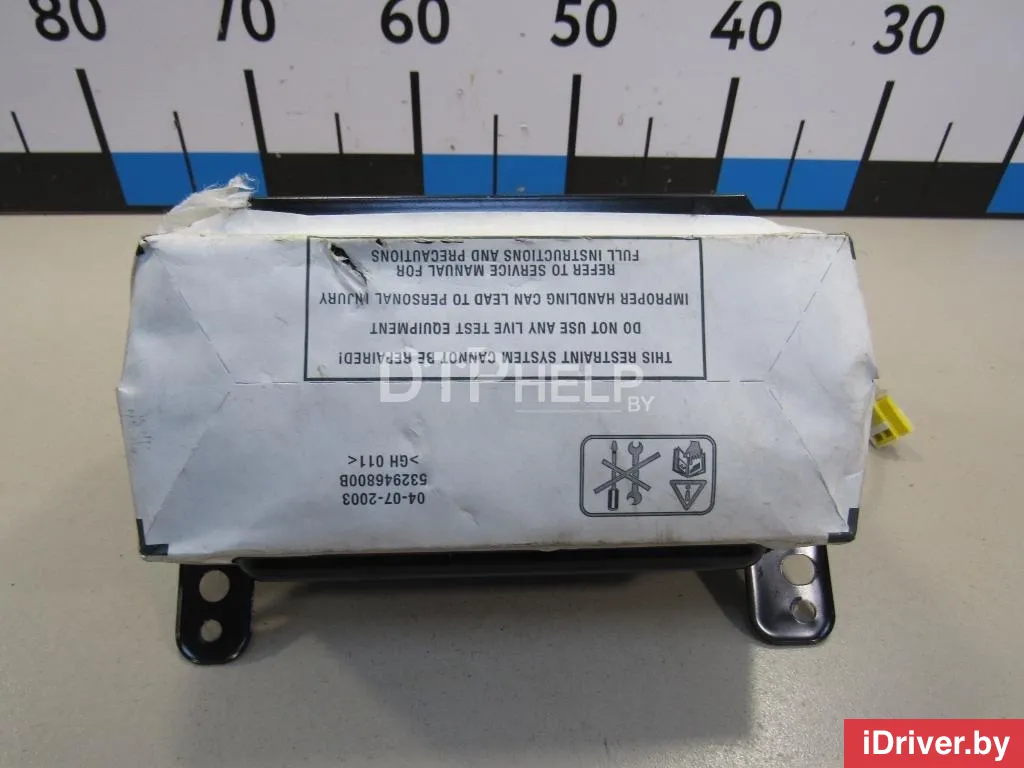 80 70 60 50 40 30
THIS RESTRAINT SYSTEM CANNOT BE REPAIRED!
DO NOT USE ANY LIVE TEST EQUIPMENT
IMPROPER HANDLING CAN LEAD TO PERSONAL INJURY
REFER TO SERVICE MANUAL FOR
FULL INSTRUCTIONS AND PRECAUTIONS
DTPHELP
BY
04-07-2003
532946800B
>GH 011<
iDriver.by